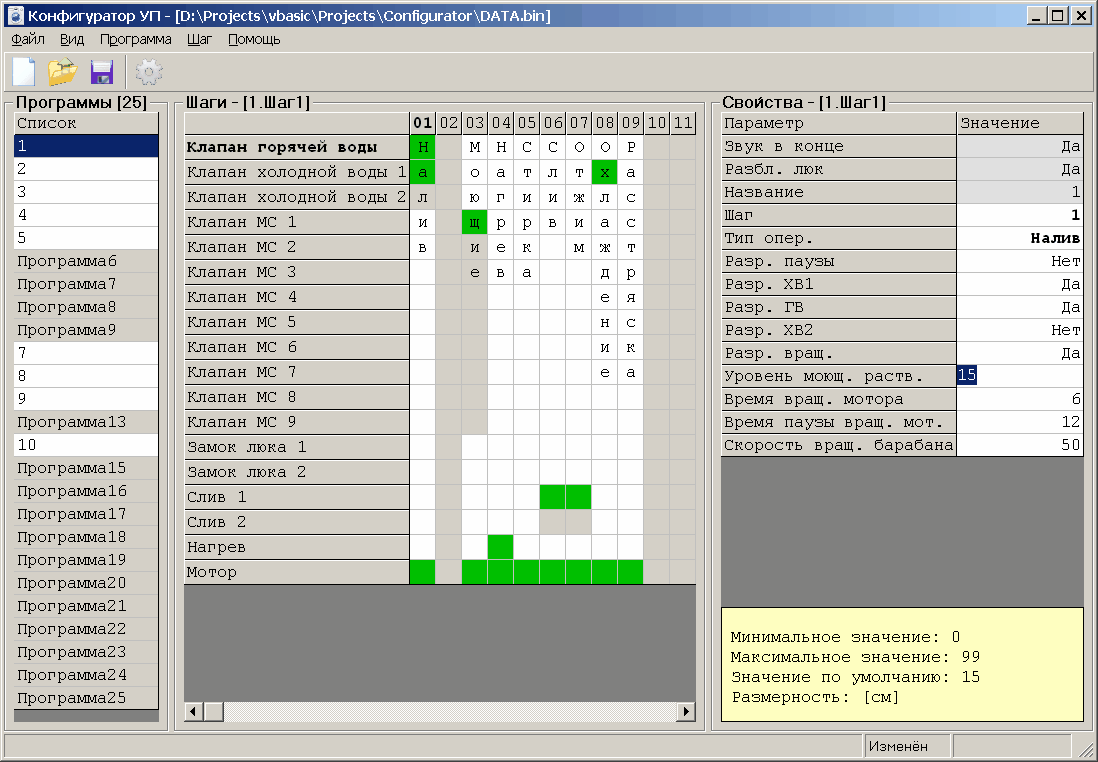 Конфигуратор УП - [D:\Projects\vbasic\Projects\Configurator\DATA.bin]
Файл Вид Программа Шаг Помощь
Программы [25]
Список
1
2
3
4
5
Программа6
Программа7
Программа8
Программа9
7
8
9
Программа13
10
Программа15
Программа16
Программа17
Программа18
Программа19
Программа20
Программа21
Программа22
Программа23
Программа24
Программа25
Шаги - [1.Шаг1]
01 02 03 04 05 06 07 08 09 10 11
Клапан горячей воды Н М Н С С О О Р
Клапан холодной воды 1 а о а т л т х а
Клапан холодной воды 2 л ю г и и ж л с
Клапан МС 1 и щ р р в и а с
Клапан МС 2 в и е к м ж т
Клапан МС 3 е в а д р
Клапан МС 4 е я
Клапан МС 5 н с
Клапан МС 6 и к
Клапан МС 7 е а
Клапан МС 8
Клапан МС 9
Замок люка 1
Замок люка 2
Слив 1
Слив 2
Нагрев
Мотор
Свойства - [1.Шаг1]
Параметр Значение
Звук в конце Да
Разбл. люк Да
Название 1
Шаг 1
Тип опер. Налив
Разр. паузы Нет
Разр. ХВ1 Да
Разр. ГВ Да
Разр. ХВ2 Нет
Разр. вращ. Да
Уровень моющ. раств. 15
Время вращ. мотора 6
Время паузы вращ. мот. 12
Скорость вращ. барабана 50
Минимальное значение: 0
Максимальное значение: 99
Значение по умолчанию: 15
Размерность: [см]
Изменён